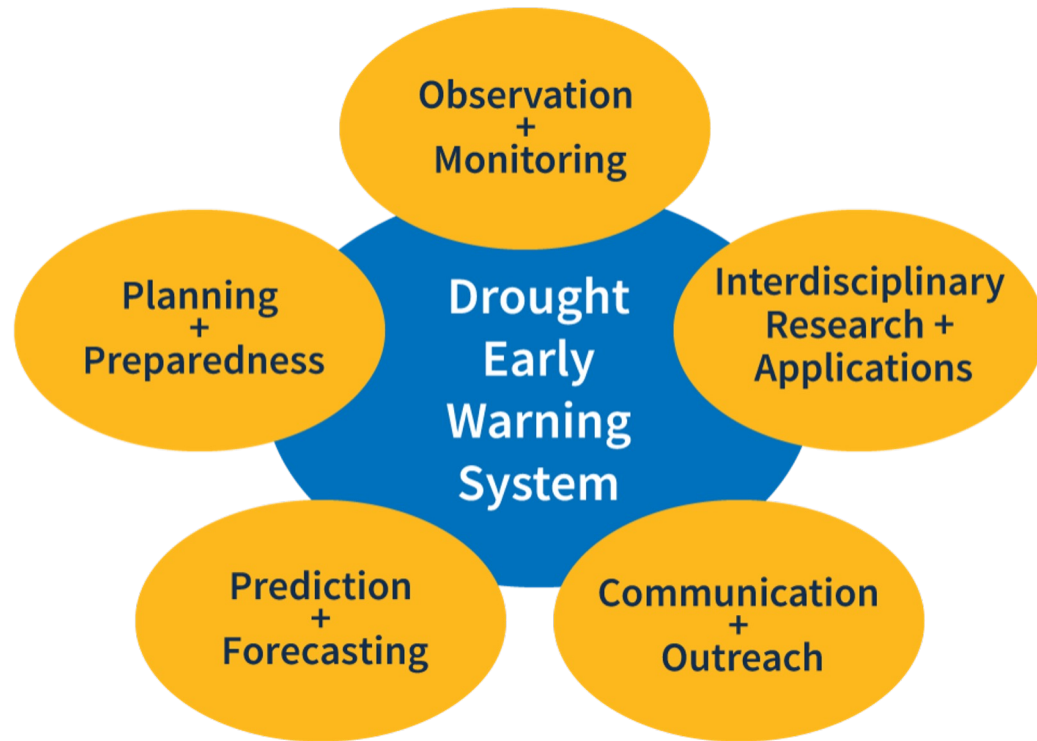 Observation
+
Monitoring
Interdisciplinary
Research +
Applications
Communication
+
Outreach
Prediction
+
Forecasting
Planning
+
Preparedness
Drought
Early
Warning
System